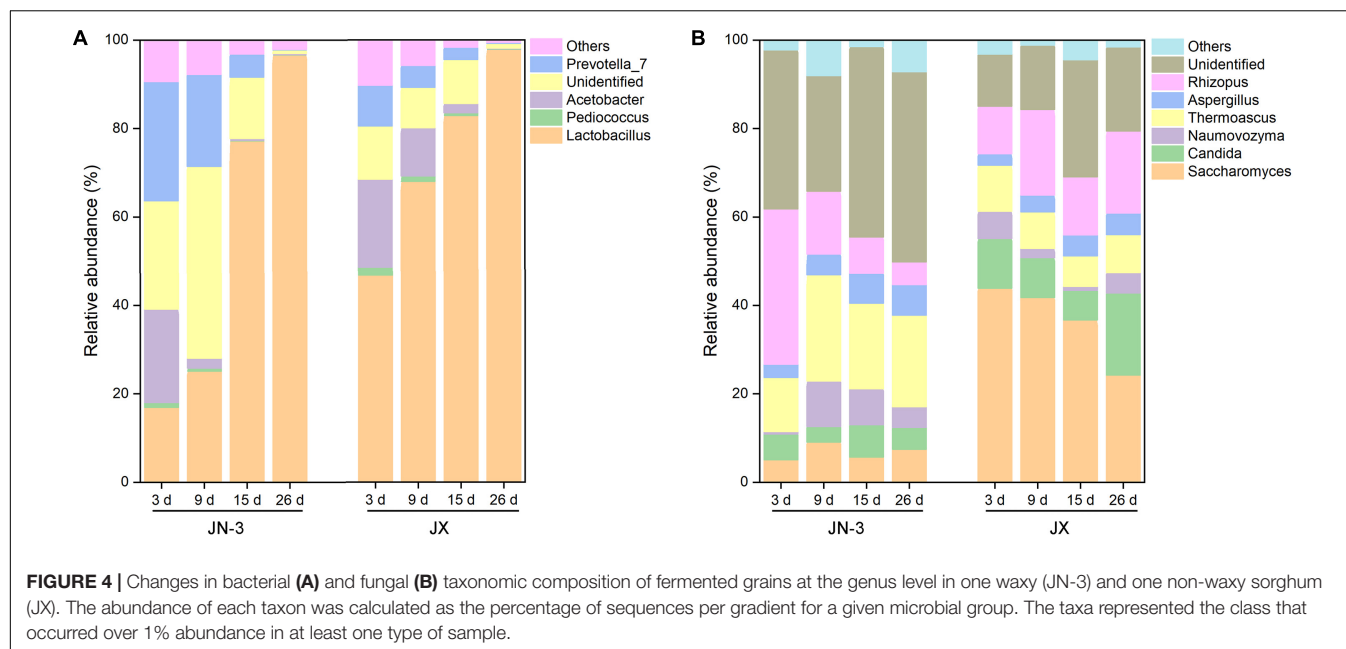 A
Relative abundance (%)
100
80
60
40
20
0
3 d 9 d 15 d 26 d 3 d 9 d 15 d 26 d
JN-3 JX
Others
Prevotella_7
Unidentified
Acetobacter
Pediococcus
Lactobacillus
B
Relative abundance (%)
100
80
60
40
20
0
3 d 9 d 15 d 26 d 3 d 9 d 15 d 26 d
JN-3 JX
Others
Unidentified
Rhizopus
Aspergillus
Thermoascus
Naumovozyma
Candida
Saccharomyces
FIGURE 4 | Changes in bacterial (A) and fungal (B) taxonomic composition of fermented grains at the genus level in one waxy (JN-3) and one non-waxy sorghum
(JX). The abundance of each taxon was calculated as the percentage of sequences per gradient for a given microbial group. The taxa represented the class that
occurred over 1% abundance in at least one type of sample.